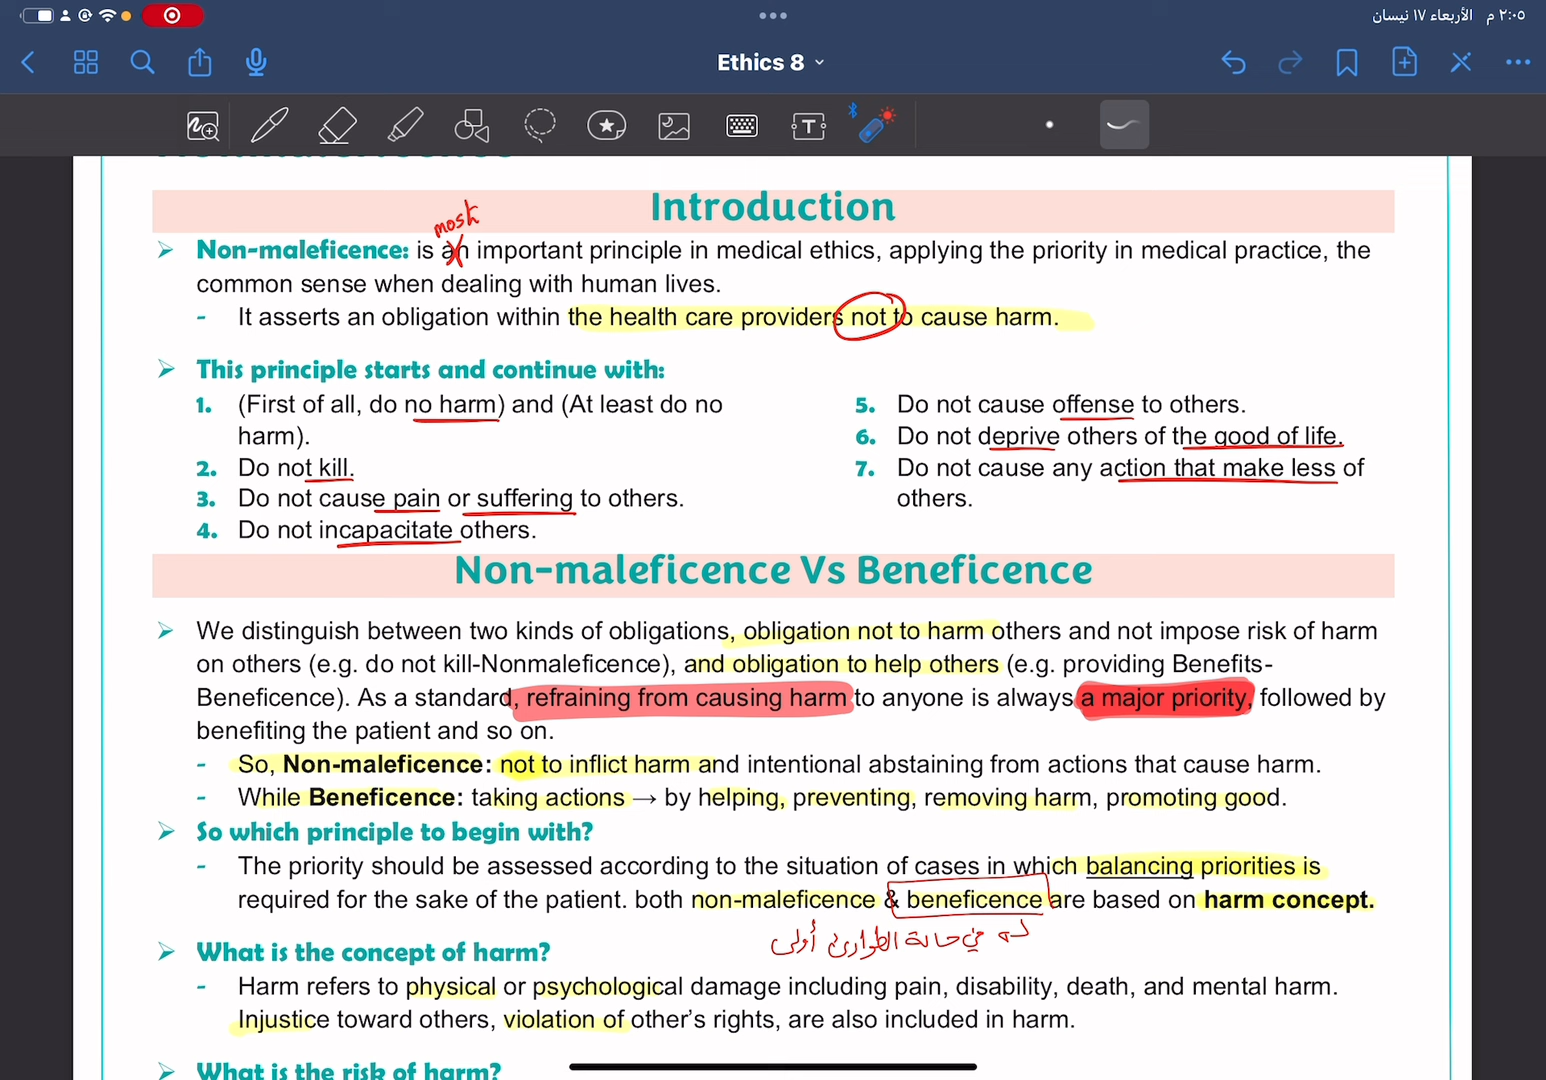 ٢:٠٥ م الأربعاء ١٧ نيسان
Ethics 8
Introduction
most
Non-maleficence: is an important principle in medical ethics, applying the priority in medical practice, the
common sense when dealing with human lives.
- It asserts an obligation within the health care providers not to cause harm.
This principle starts and continue with:
1. (First of all, do no harm) and (At least do no
harm).
2. Do not kill.
3. Do not cause pain or suffering to others.
4. Do not incapacitate others.
5. Do not cause offense to others.
6. Do not deprive others of the good of life.
7. Do not cause any action that make less of
others.
Non-maleficence Vs Beneficence
We distinguish between two kinds of obligations, obligation not to harm others and not impose risk of harm
on others (e.g. do not kill-Nonmaleficence), and obligation to help others (e.g. providing Benefits-
Beneficence). As a standard, refraining from causing harm to anyone is always a major priority, followed by
benefiting the patient and so on.
- So, Non-maleficence: not to inflict harm and intentional abstaining from actions that cause harm.
- While Beneficence: taking actions → by helping, preventing, removing harm, promoting good.
So which principle to begin with?
- The priority should be assessed according to the situation of cases in which balancing priorities is
required for the sake of the patient. both non-maleficence & beneficence are based on harm concept.
في حالة الطوارئ أولى
What is the concept of harm?
- Harm refers to physical or psychological damage including pain, disability, death, and mental harm.
Injustice toward others, violation of other's rights, are also included in harm.
What is the risk of harm?